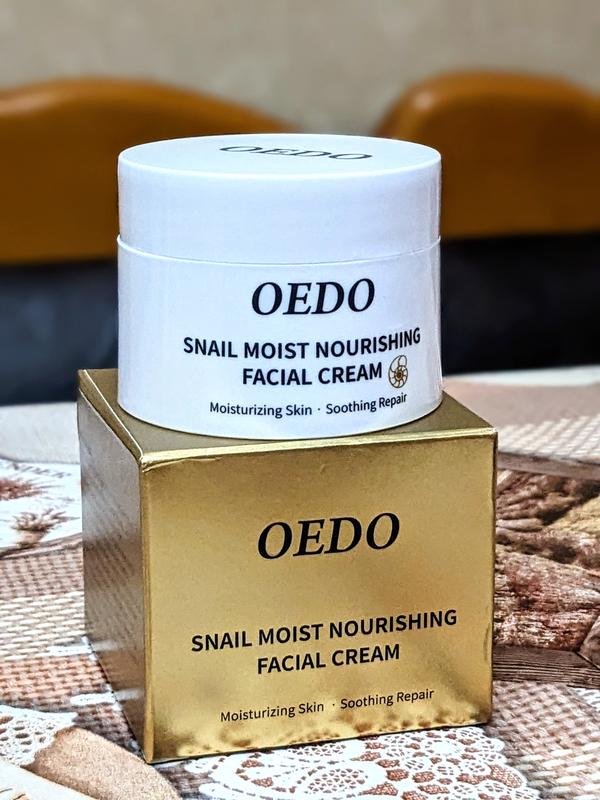 OEDO
OEDO
SNAIL MOIST NOURISHING
FACIAL CREAM
Moisturizing Skin · Soothing Repair
OEDO
SNAIL MOIST NOURISHING
FACIAL CREAM
Moisturizing Skin · Soothing Repair